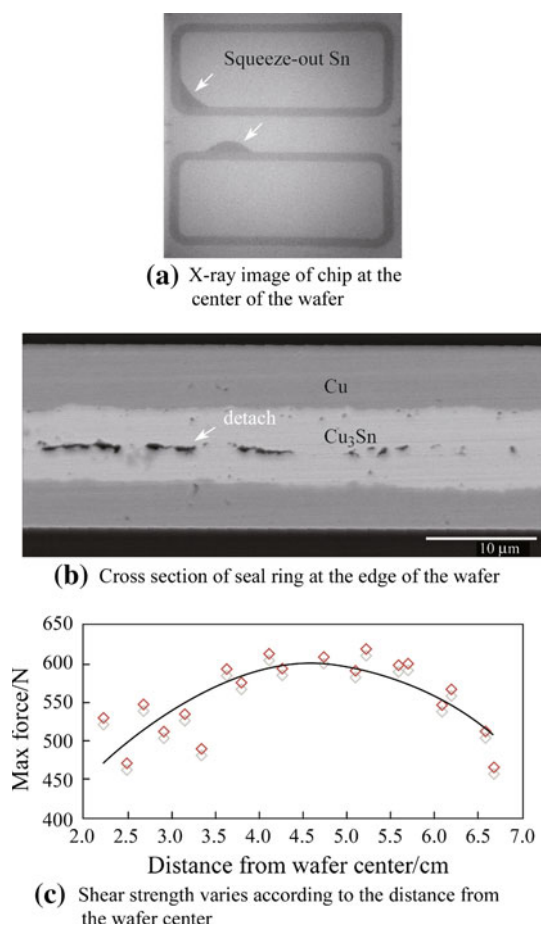 Squeeze-out Sn
(a) X-ray image of chip at the
center of the wafer
Cu
detach
Cu₃Sn
10 μm
(b) Cross section of seal ring at the edge of the wafer
650
600
550
500
450
400
Max force/N
2.0 2.5 3.0 3.5 4.0 4.5 5.0 5.5 6.0 6.5 7.0
Distance from wafer center/cm
(c) Shear strength varies according to the distance from
the wafer center